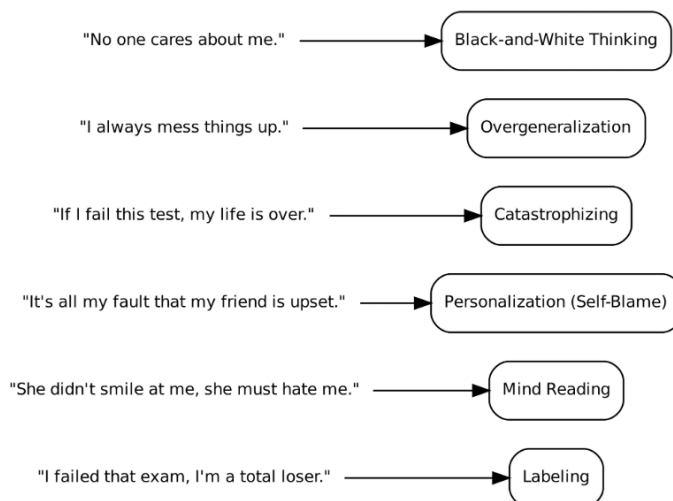 "No one cares about me." Black-and-White Thinking
"I always mess things up." Overgeneralization
"If I fail this test, my life is over." Catastrophizing
"It's all my fault that my friend is upset." Personalization (Self-Blame)
"She didn't smile at me, she must hate me." Mind Reading
"I failed that exam, I'm a total loser." Labeling